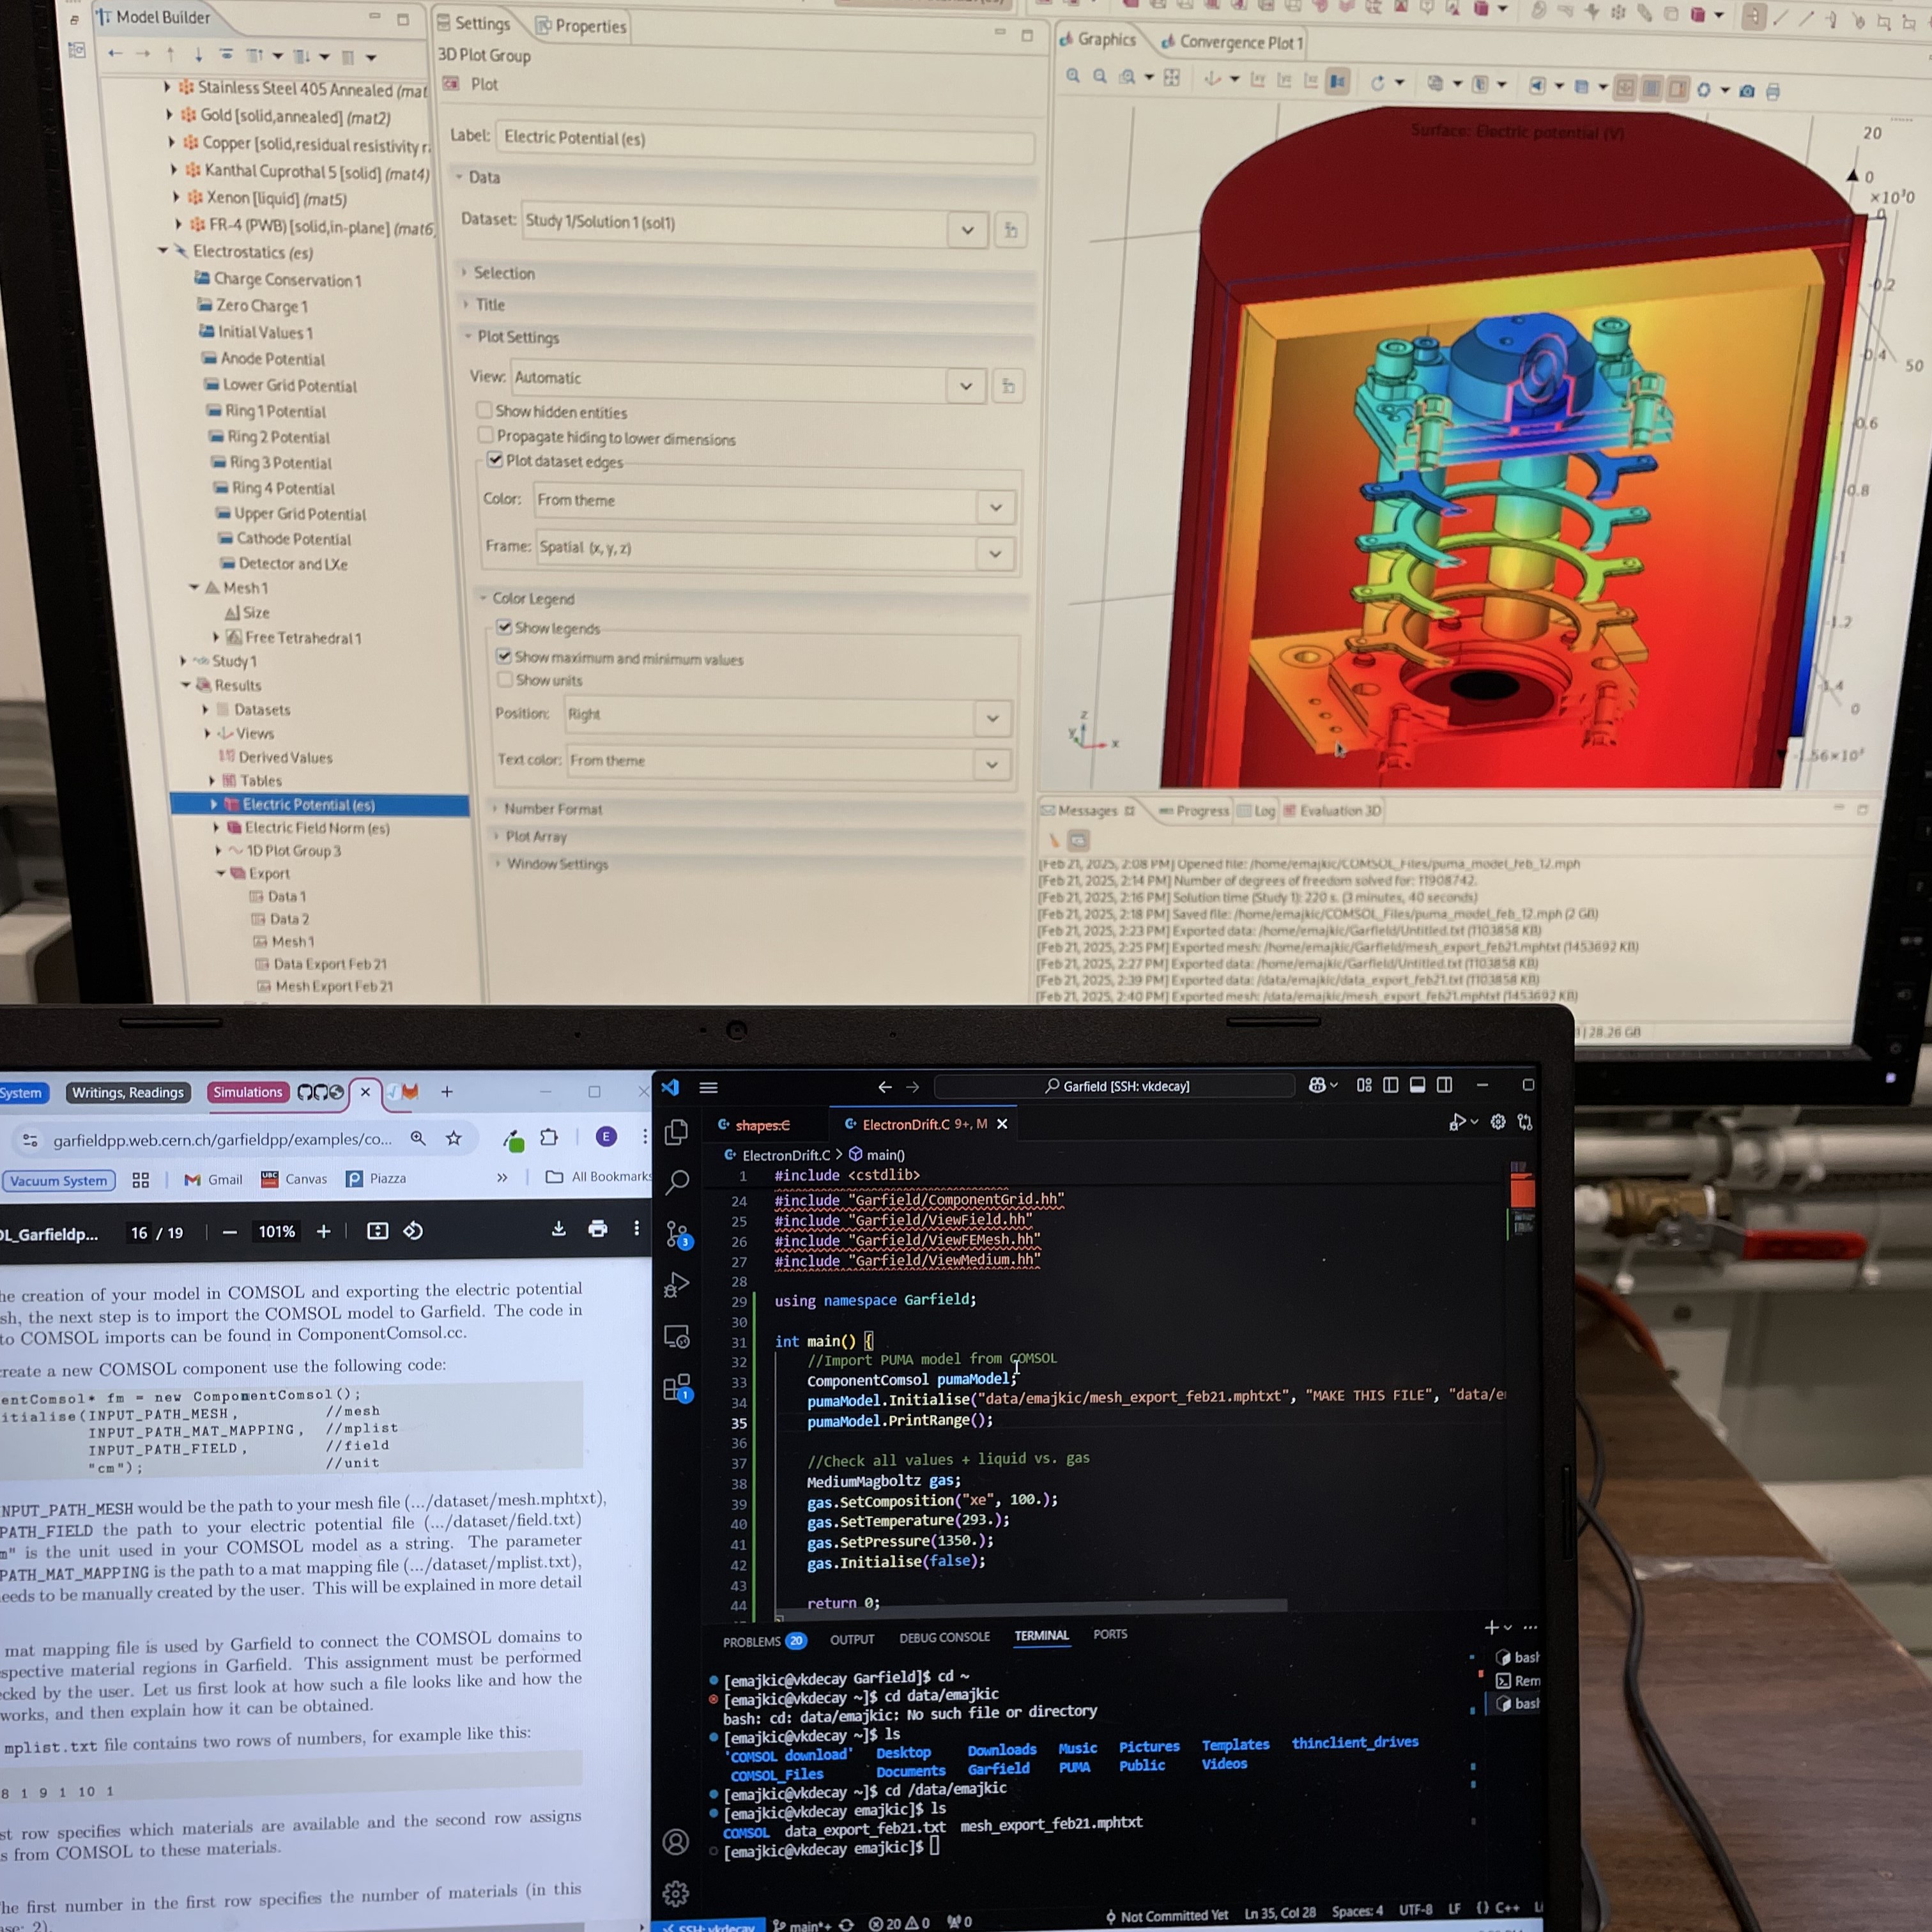 Model Builder
Stainless Steel 405 Annealed (mat
Gold [solid,annealed] (mat2)
Copper [solid,residual resistivity r
Kanthal Cuprothal 5 [solid] (mat4)
Xenon [liquid] (mat5)
FR-4 (PWB) [solid,in-plane] (mat6
Electrostatics (es)
Charge Conservation 1
Zero Charge 1
Initial Values 1
Anode Potential
Lower Grid Potential
Ring 1 Potential
Ring 2 Potential
Ring 3 Potential
Ring 4 Potential
Upper Grid Potential
Cathode Potential
Detector and LXe
Mesh 1
Size
Free Tetrahedral 1
Study 1
Results
Datasets
Views
Derived Values
Tables
Electric Potential (es)
Electric Field Norm (es)
1D Plot Group 3
Export
Data 1
Data 2
Mesh 1
Data Export Feb 21
Mesh Export Feb 21
Settings Properties
3D Plot Group
Plot
Label: Electric Potential (es)
Data
Dataset: Study 1/Solution 1 (sol1)
Selection
Title
Plot Settings
View: Automatic
Show hidden entities
Propagate hiding to lower dimensions
Plot dataset edges
Color: From theme
Frame: Spatial (x, y, z)
Color Legend
Show legends
Show maximum and minimum values
Show units
Position: Right
Text color: From theme
Number Format
Plot Array
Window Settings
Graphics Convergence Plot 1
Surface: Electric potential (V)
20
0
×10³
0
0
-0.2
-0.4
50
-0.6
-0.8
-1
-1.2
-1.4
0
-1.56×10³
z
y
x
Messages Progress Log Evaluation 3D
[Feb 21, 2025, 2:08 PM] Opened file: /home/emajkic/COMSOL_Files/puma_model_feb_12.mph
[Feb 21, 2025, 2:14 PM] Number of degrees of freedom solved for: 11908742.
[Feb 21, 2025, 2:16 PM] Solution time (Study 1): 220 s. (3 minutes, 40 seconds)
[Feb 21, 2025, 2:18 PM] Saved file: /home/emajkic/COMSOL_Files/puma_model_feb_12.mph (2 GB)
[Feb 21, 2025, 2:23 PM] Exported data: /home/emajkic/Garfield/Untitled.txt (1103858 KB)
[Feb 21, 2025, 2:25 PM] Exported mesh: /home/emajkic/Garfield/mesh_export_feb21.mphtxt (1453692 KB)
[Feb 21, 2025, 2:27 PM] Exported data: /home/emajkic/Garfield/Untitled.txt (1103858 KB)
[Feb 21, 2025, 2:39 PM] Exported data: /data/emajkic/data_export_feb21.txt (1103858 KB)
[Feb 21, 2025, 2:40 PM] Exported mesh: /data/emajkic/mesh_export_feb21.mphtxt (1453692 KB)
| 28.26 GB
System Writings, Readings Simulations
garfieldpp.web.cern.ch/garfieldpp/examples/co...
E
Vacuum System Gmail UBC Canvas P Piazza » All Bookmarks
OL_Garfieldp... 16 / 19 — 101% +
he creation of your model in COMSOL and exporting the electric potential
sh, the next step is to import the COMSOL model to Garfield. The code in
to COMSOL imports can be found in ComponentComsol.cc.
reate a new COMSOL component use the following code:
entComsol* fm = new ComponentComsol();
itialise(INPUT_PATH_MESH, //mesh
INPUT_PATH_MAT_MAPPING, //mplist
INPUT_PATH_FIELD, //field
"cm"); //unit
NPUT_PATH_MESH would be the path to your mesh file (.../dataset/mesh.mphtxt),
PATH_FIELD the path to your electric potential file (.../dataset/field.txt)
m" is the unit used in your COMSOL model as a string. The parameter
PATH_MAT_MAPPING is the path to a mat mapping file (.../dataset/mplist.txt),
eeds to be manually created by the user. This will be explained in more detail
mat mapping file is used by Garfield to connect the COMSOL domains to
spective material regions in Garfield. This assignment must be performed
cked by the user. Let us first look at how such a file looks like and how the
works, and then explain how it can be obtained.
mplist.txt file contains two rows of numbers, for example like this:
8 1 9 1 10 1
st row specifies which materials are available and the second row assigns
s from COMSOL to these materials.
he first number in the first row specifies the number of materials (in this
ase: 2).
Garfield [SSH: vkdecay]
shapes.C ElectronDrift.C 9+, M
ElectronDrift.C > main()
1 #include <cstdlib>
24 #include "Garfield/ComponentGrid.hh"
25 #include "Garfield/ViewField.hh"
26 #include "Garfield/ViewFEMesh.hh"
27 #include "Garfield/ViewMedium.hh"
28
29 using namespace Garfield;
30
31 int main() {
32 //Import PUMA model from COMSOL
33 ComponentComsol pumaModel;
34 pumaModel.Initialise("data/emajkic/mesh_export_feb21.mphtxt", "MAKE THIS FILE", "data/e
35 pumaModel.PrintRange();
36
37 //Check all values + liquid vs. gas
38 MediumMagboltz gas;
39 gas.SetComposition("xe", 100.);
40 gas.SetTemperature(293.);
41 gas.SetPressure(1350.);
42 gas.Initialise(false);
43
44 return 0;
3
1
PROBLEMS 20 OUTPUT DEBUG CONSOLE TERMINAL PORTS
[emajkic@vkdecay Garfield]$ cd ~
[emajkic@vkdecay ~]$ cd data/emajkic
bash: cd: data/emajkic: No such file or directory
[emajkic@vkdecay ~]$ ls
'COMSOL download' Desktop Downloads Music Pictures Templates thinclient_drives
COMSOL_Files Documents Garfield PUMA Public Videos
[emajkic@vkdecay ~]$ cd /data/emajkic
[emajkic@vkdecay emajkic]$ ls
COMSOL data_export_feb21.txt mesh_export_feb21.mphtxt
[emajkic@vkdecay emajkic]$
bash
Rem
bash
SSH: vkdecay main*+ 20 0 0 Not Committed Yet Ln 35, Col 28 Spaces: 4 UTF-8 LF {} C++